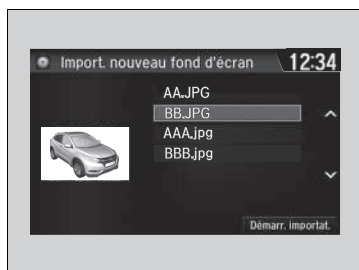 Import. nouveau fond d'écran 12:34
AA.JPG
BB.JPG
AAA.jpg
BBB.jpg
Démarr. importat.